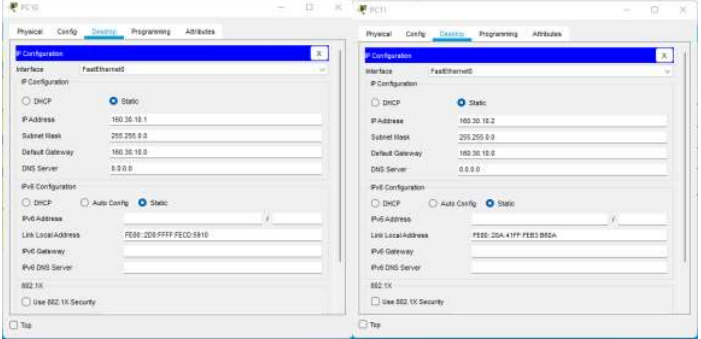 PC10
Physical Config Desktop Programming Attributes
IP Configuration X
Interface FastEthernet0
IP Configuration
DHCP Static
IP Address 160.30.10.1
Subnet Mask 255.255.0.0
Default Gateway 160.30.10.0
DNS Server 0.0.0.0
IPv6 Configuration
DHCP Auto Config Static
IPv6 Address /
Link Local Address FE80::2D0:FFFF:FECD:5910
IPv6 Gateway
IPv6 DNS Server
802.1X
Use 802.1X Security
Top
PC11
Physical Config Desktop Programming Attributes
IP Configuration X
Interface FastEthernet0
IP Configuration
DHCP Static
IP Address 160.30.10.2
Subnet Mask 255.255.0.0
Default Gateway 160.30.10.0
DNS Server 0.0.0.0
IPv6 Configuration
DHCP Auto Config Static
IPv6 Address /
Link Local Address
IPv6 Gateway
IPv6 DNS Server
802.1X
Use 802.1X Security
Top